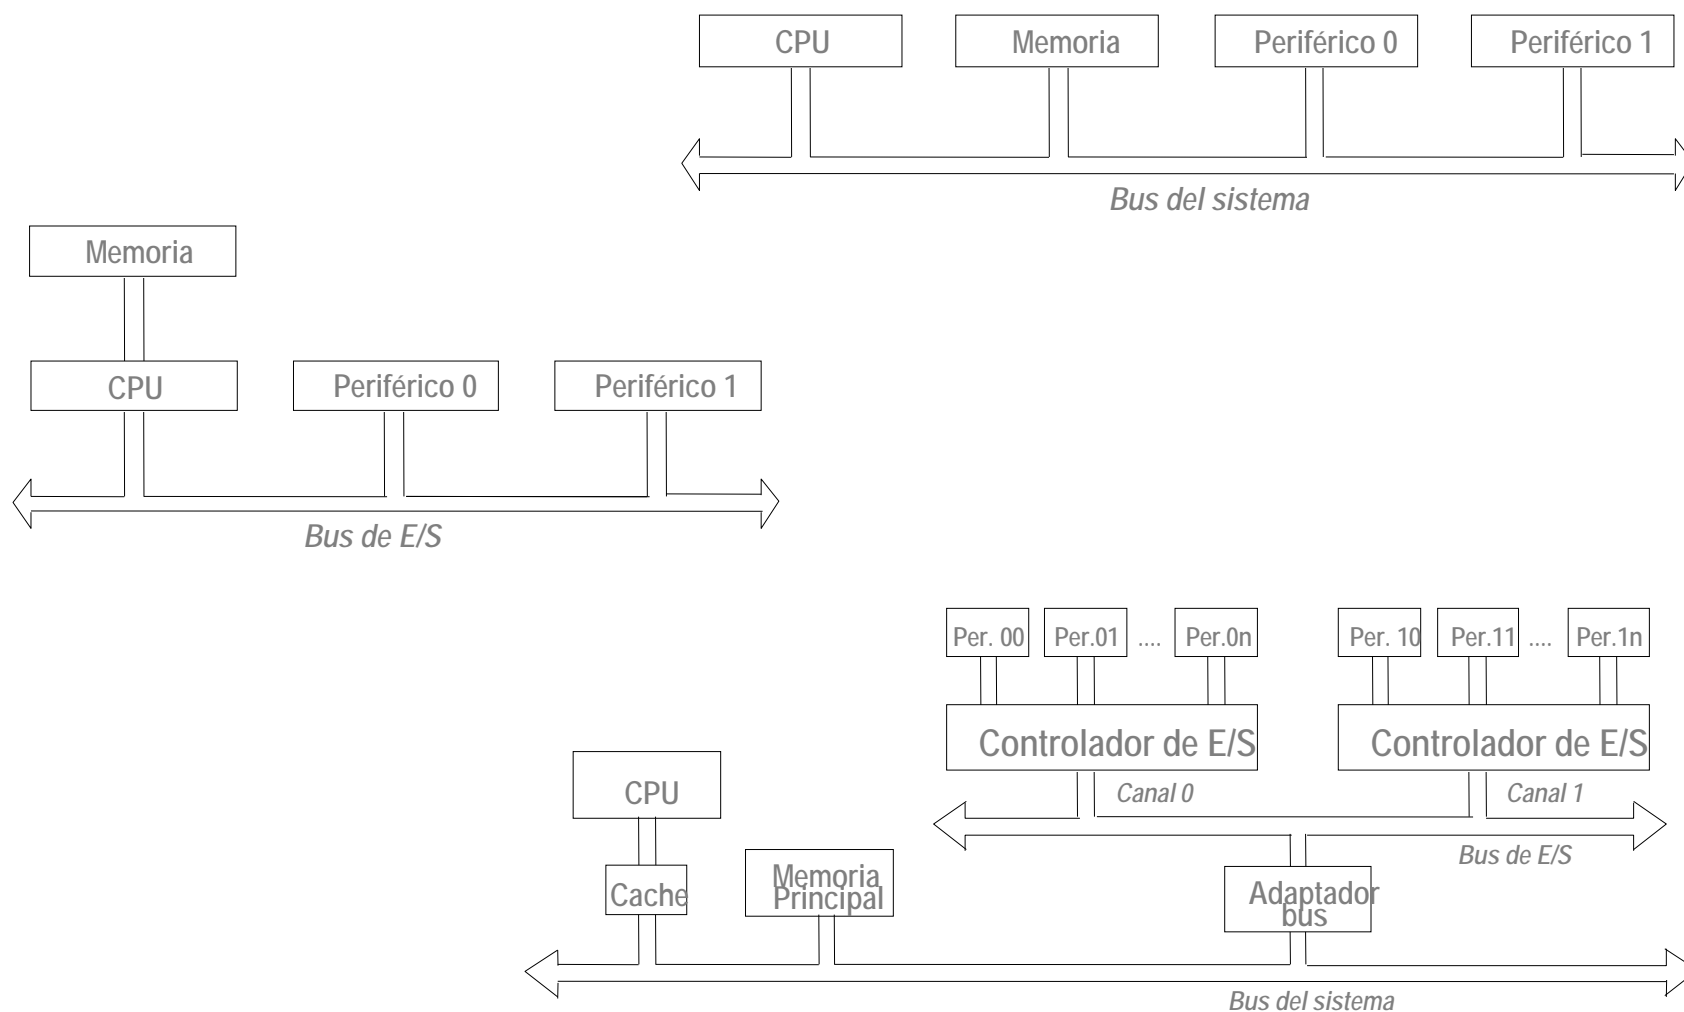 CPU Memoria Periférico 0 Periférico 1
Bus del sistema
Memoria
CPU Periférico 0 Periférico 1
Bus de E/S
Per. 00 Per.01 .... Per.0n Per. 10 Per.11 .... Per.1n
Controlador de E/S Controlador de E/S
CPU
Canal 0 Canal 1
Bus de E/S
Cache
Memoria
Principal
Adaptador
bus
Bus del sistema